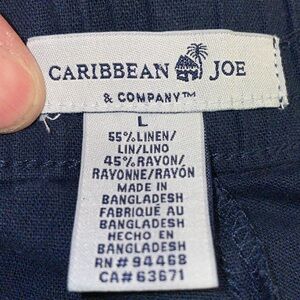 CARIBBEAN JOE
& COMPANY™
L
55% LINEN/
LIN/LINO
45% RAYON/
RAYONNE/RAYÓN
MADE IN
BANGLADESH
FABRIQUÉ AU
BANGLADESH
HECHO EN
BANGLADESH
RN# 94468
CA# 63671